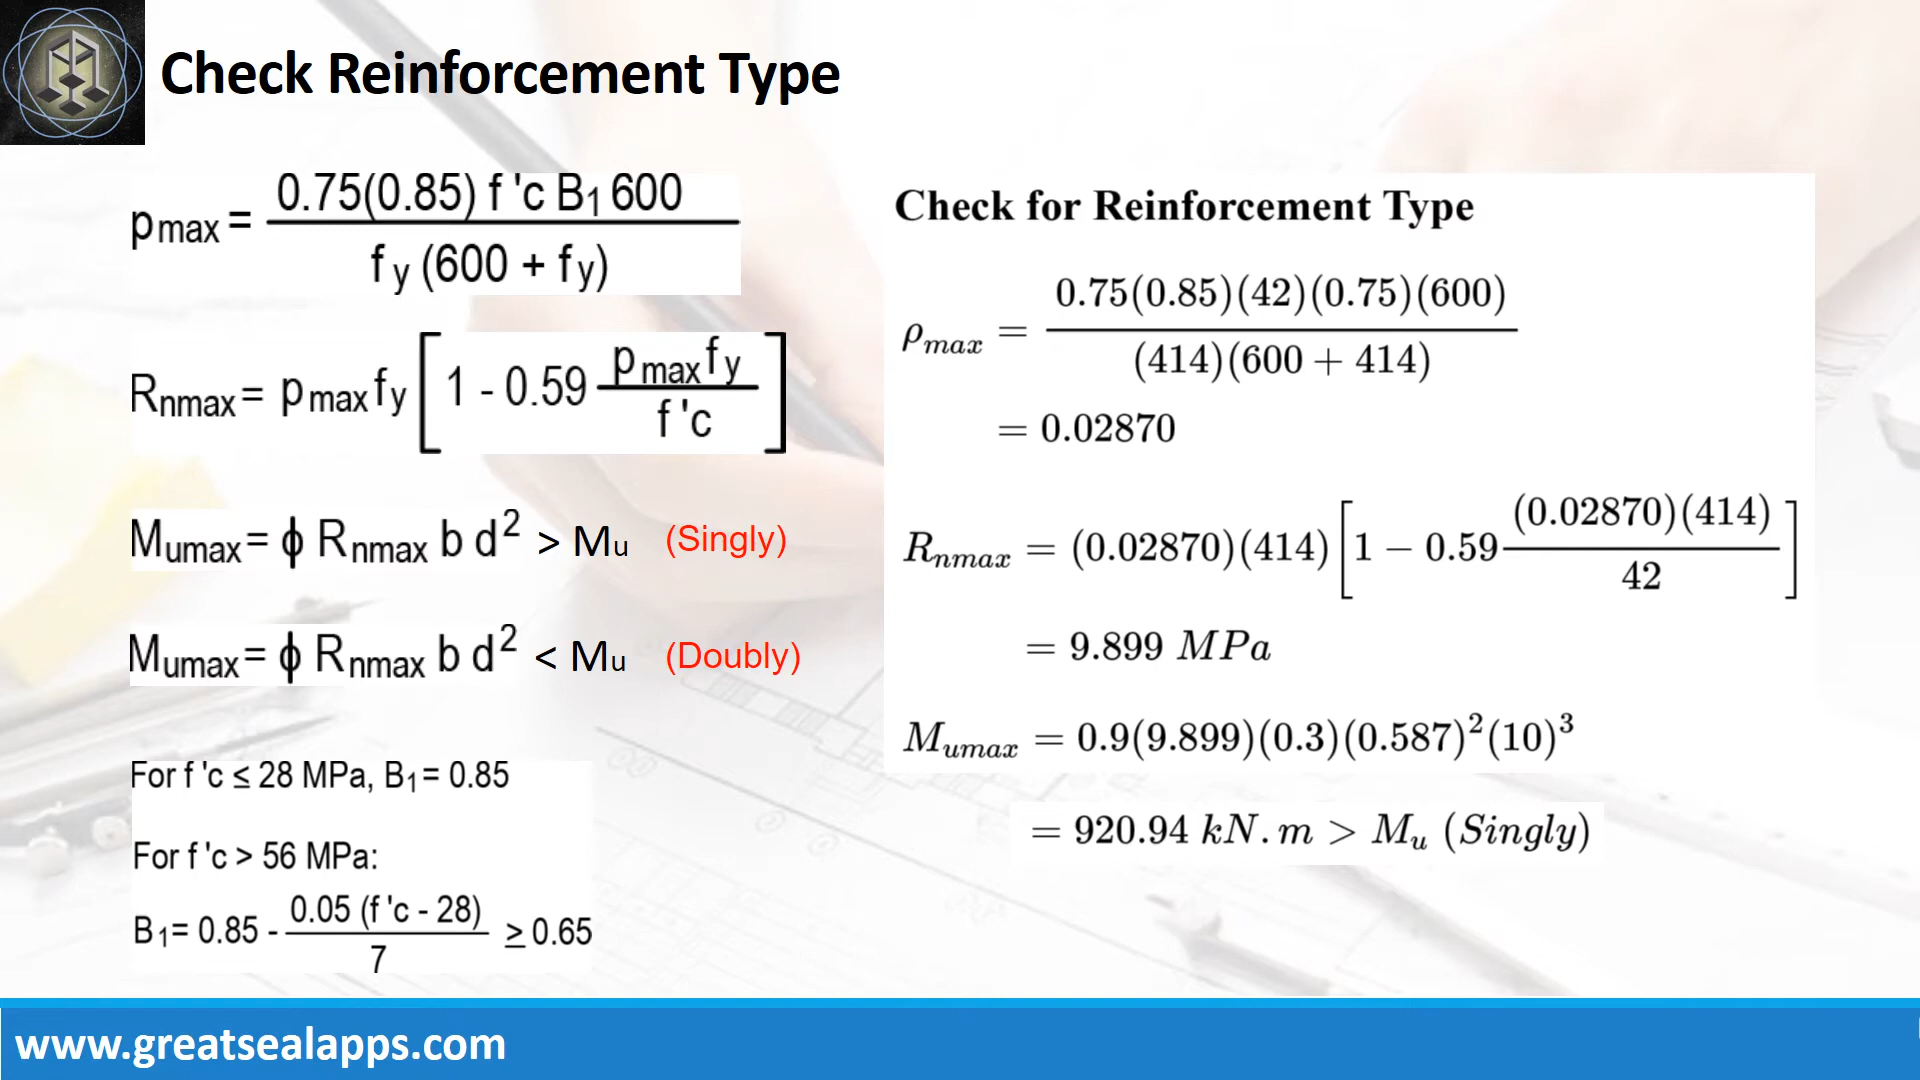 Check Reinforcement Type
pmax = 0.75(0.85) f 'c B1 600 / fy (600 + fy)
Rnmax = pmax fy [ 1 - 0.59 pmax fy / f 'c ]
Mumax = ϕ Rnmax b d² > Mu (Singly)
Mumax = ϕ Rnmax b d² < Mu (Doubly)
For f 'c ≤ 28 MPa, B1 = 0.85
For f 'c > 56 MPa:
B1 = 0.85 - 0.05 (f 'c - 28) / 7 ≥ 0.65
Check for Reinforcement Type
ρmax = 0.75(0.85)(42)(0.75)(600) / (414)(600 + 414)
= 0.02870
Rnmax = (0.02870)(414) [ 1 − 0.59 (0.02870)(414) / 42 ]
= 9.899 MPa
Mumax = 0.9(9.899)(0.3)(0.587)²(10)³
= 920.94 kN.m > Mu (Singly)
www.greatsealapps.com